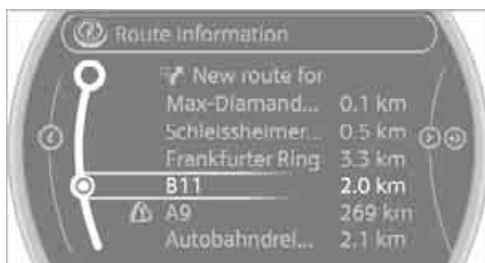 Route information
New route for
Max-Diamand... 0.1 km
Schleissheimer... 0.5 km
Frankfurter Ring 3.3 km
B11 2.0 km
A9 269 km
Autobahndrei... 2.1 km